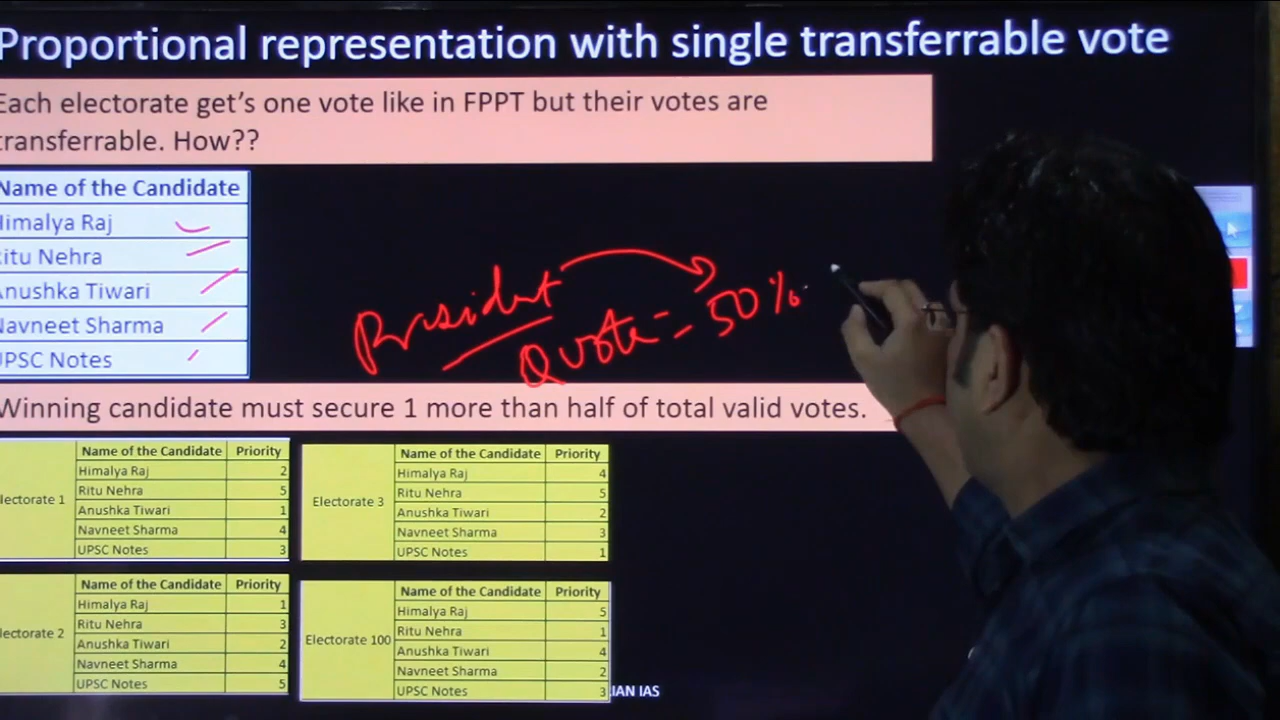 Proportional representation with single transferrable vote
Each electorate get's one vote like in FPPT but their votes are
transferrable. How??
Name of the Candidate
Himalya Raj
Ritu Nehra
Anushka Tiwari
Navneet Sharma
UPSC Notes
President
Quote = 50%
Winning candidate must secure 1 more than half of total valid votes.
Electorate 1
Name of the Candidate Priority
Himalya Raj 2
Ritu Nehra 5
Anushka Tiwari 1
Navneet Sharma 4
UPSC Notes 3
Electorate 3
Name of the Candidate Priority
Himalya Raj 4
Ritu Nehra 5
Anushka Tiwari 2
Navneet Sharma 3
UPSC Notes 1
Electorate 2
Name of the Candidate Priority
Himalya Raj 1
Ritu Nehra 3
Anushka Tiwari 2
Navneet Sharma 4
UPSC Notes 5
Electorate 100
Name of the Candidate Priority
Himalya Raj 5
Ritu Nehra 1
Anushka Tiwari 4
Navneet Sharma 2
UPSC Notes 3
IAN IAS